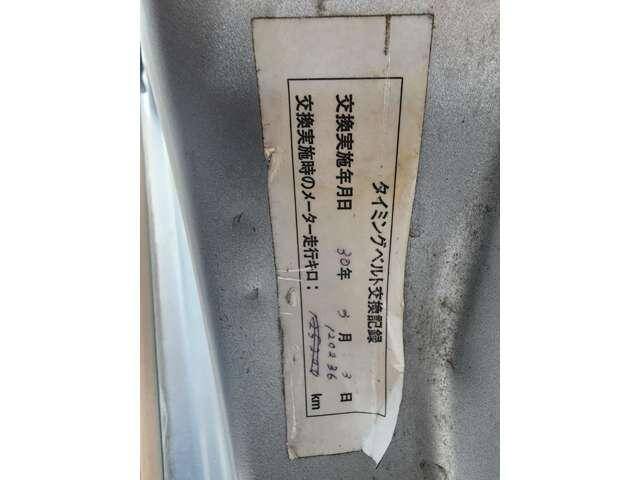 タイミングベルト交換記録
交換実施年月日 30年 3月 3日
120236
交換実施時のメーター走行キロ: km